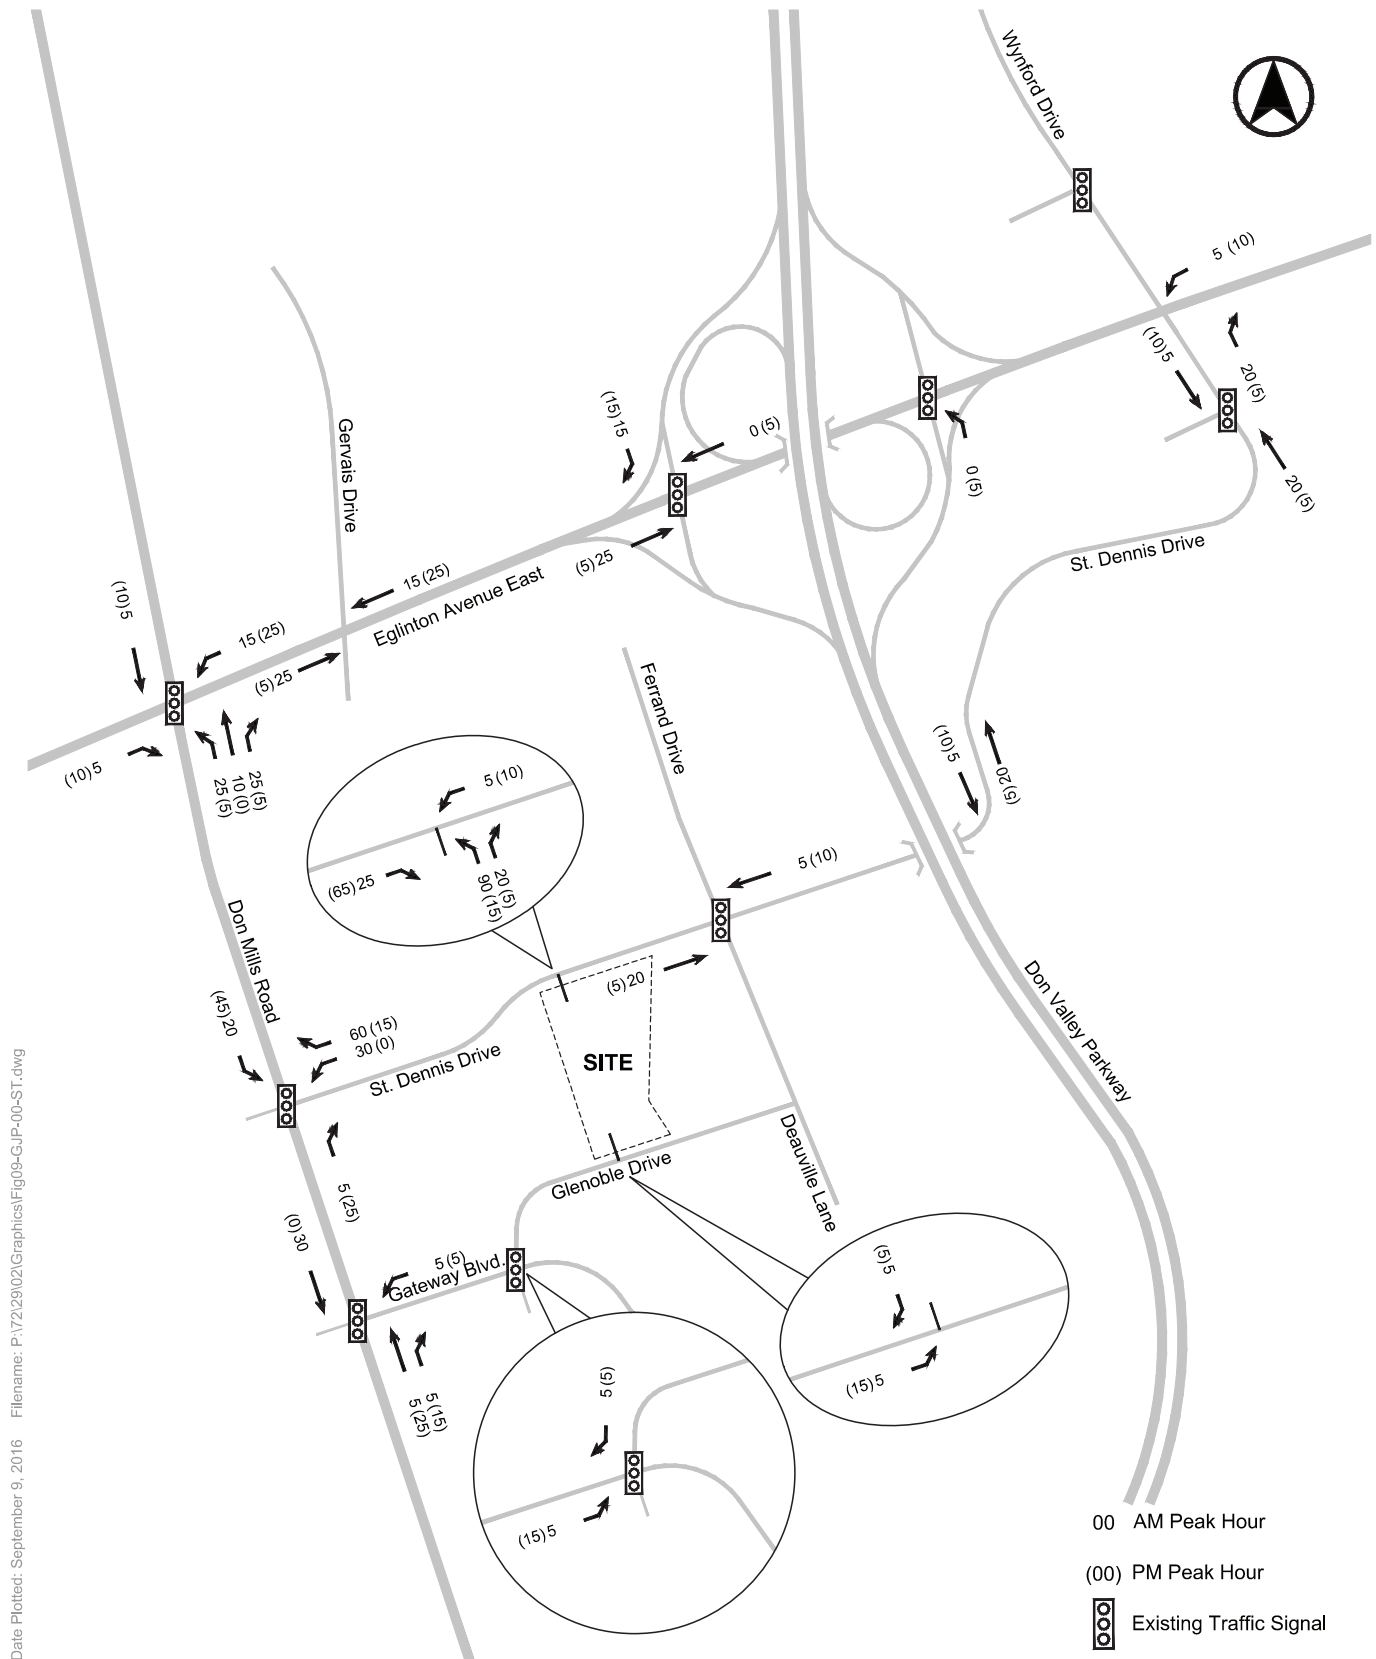 Wynford Drive
5 (10)
(10)5
20(5)
20(5)
(15)15
0(5)
0(5)
Gervais Drive
St. Dennis Drive
(5)25
15(25)
Eglinton Avenue East
(10)5
15(25)
(5)25
Ferrand Drive
(10)5
25(5)
10(0)
25(5)
(10)5
(5)20
5(10)
(65)25
20(5)
90(15)
5(10)
Don Mills Road
(5)20
Don Valley Parkway
(45)20
60(15)
30(0)
St. Dennis Drive
SITE
Deauville Lane
Glenoble Drive
5(25)
(0)30
5(5)
Gateway Blvd.
5(15)
5(25)
(5)5
(15)5
5(5)
(15)5
00 AM Peak Hour
(00) PM Peak Hour
Existing Traffic Signal
Date Plotted: September 9, 2016 Filename: P:\72\29\02\Graphics\Fig09-GJP-00-ST.dwg